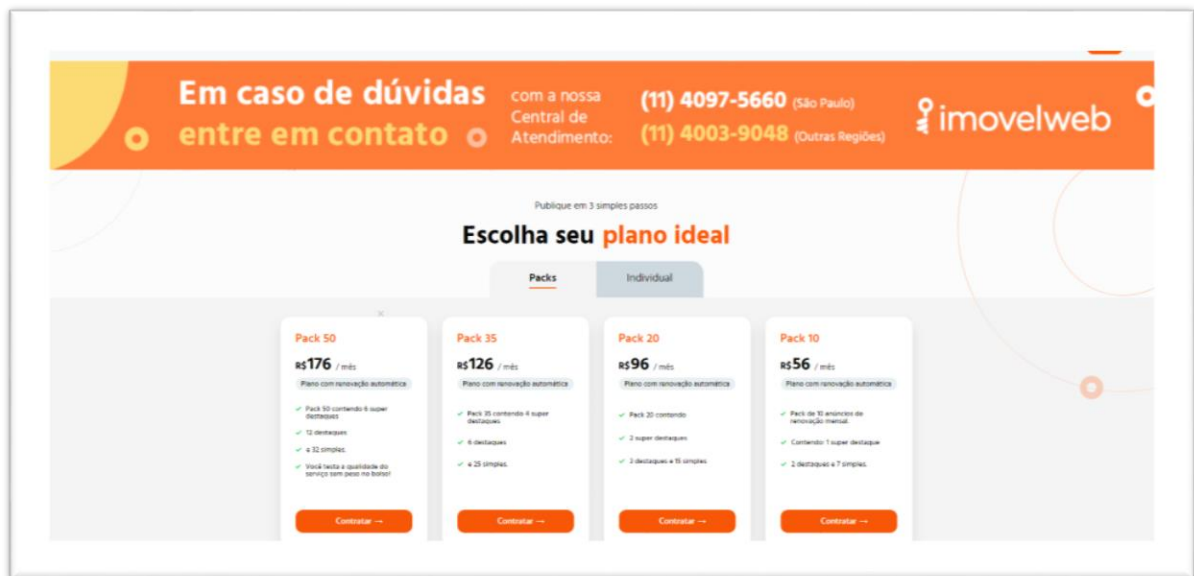 Em caso de dúvidas
entre em contato
com a nossa
Central de
Atendimento:
(11) 4097-5660 (São Paulo)
(11) 4003-9048 (Outras Regiões)
imovelweb
Publique em 3 simples passos
Escolha seu plano ideal
Packs
Individual
Pack 50
R$176 / mês
Plano com renovação automática
Pack 50 contendo 6 super
destaques
12 destaques
e 32 simples.
Você testa a qualidade do
serviço sem peso no bolso!
Contratar →
Pack 35
R$126 / mês
Plano com renovação automática
Pack 35 contendo 4 super
destaques
6 destaques
e 25 simples.
Contratar →
Pack 20
R$96 / mês
Plano com renovação automática
Pack 20 contendo
2 super destaques
3 destaques e 15 simples
Contratar →
Pack 10
R$56 / mês
Plano com renovação automática
Pack de 10 anúncios de
renovação mensal.
Contendo: 1 super destaque
2 destaques e 7 simples.
Contratar →